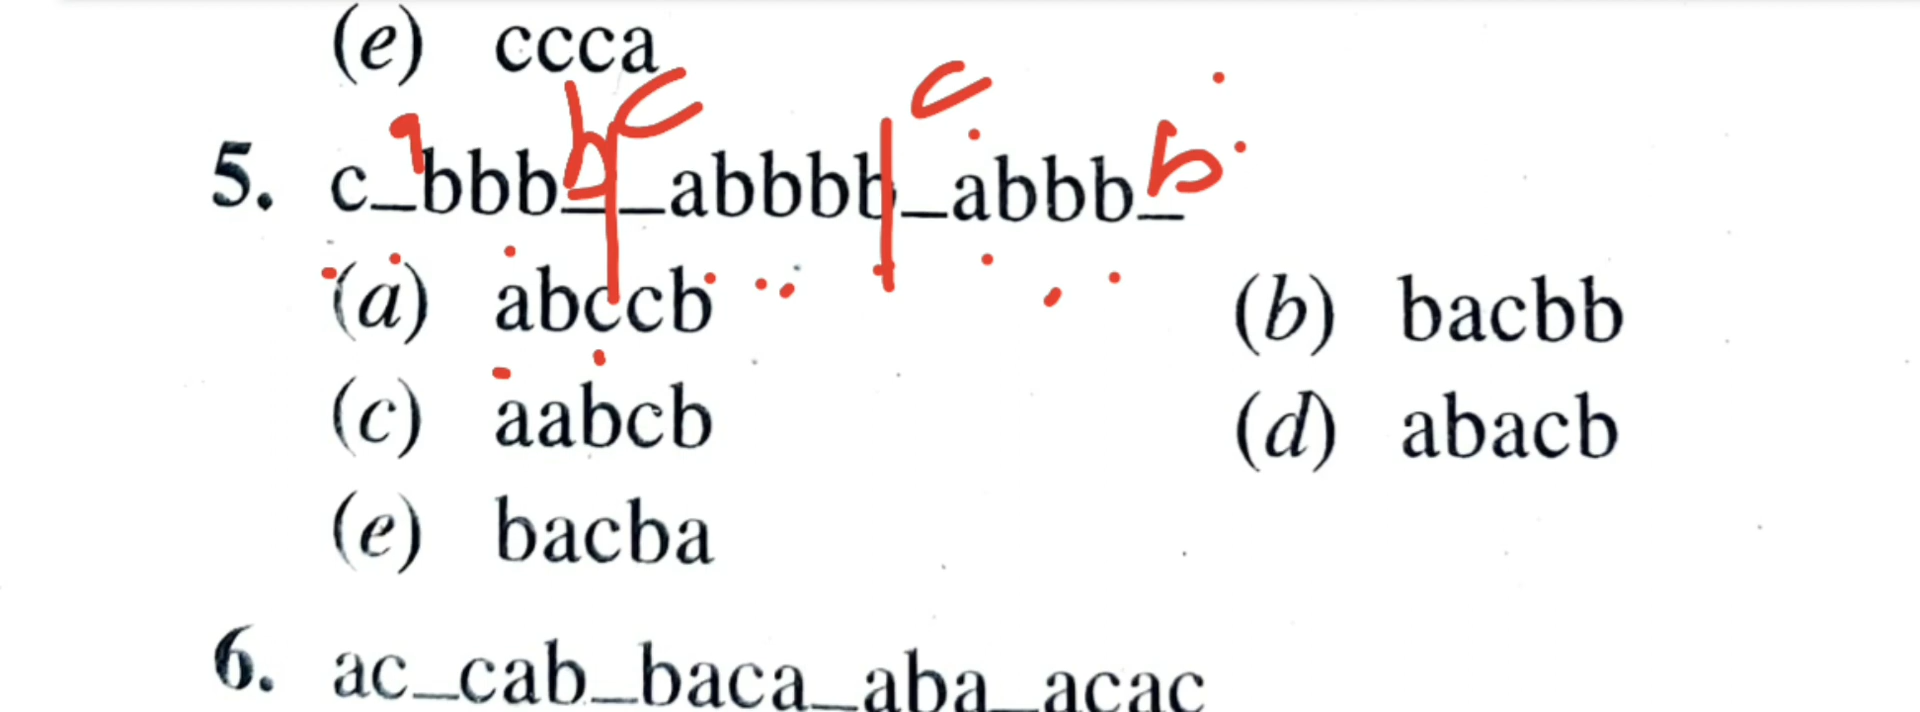 (e) ccca
a b c c b
5. c_bbb__abbbb_abbb_
(a) abccb (b) bacbb
(c) aabcb (d) abacb
(e) bacba
6. ac_cab_baca_aba_acac